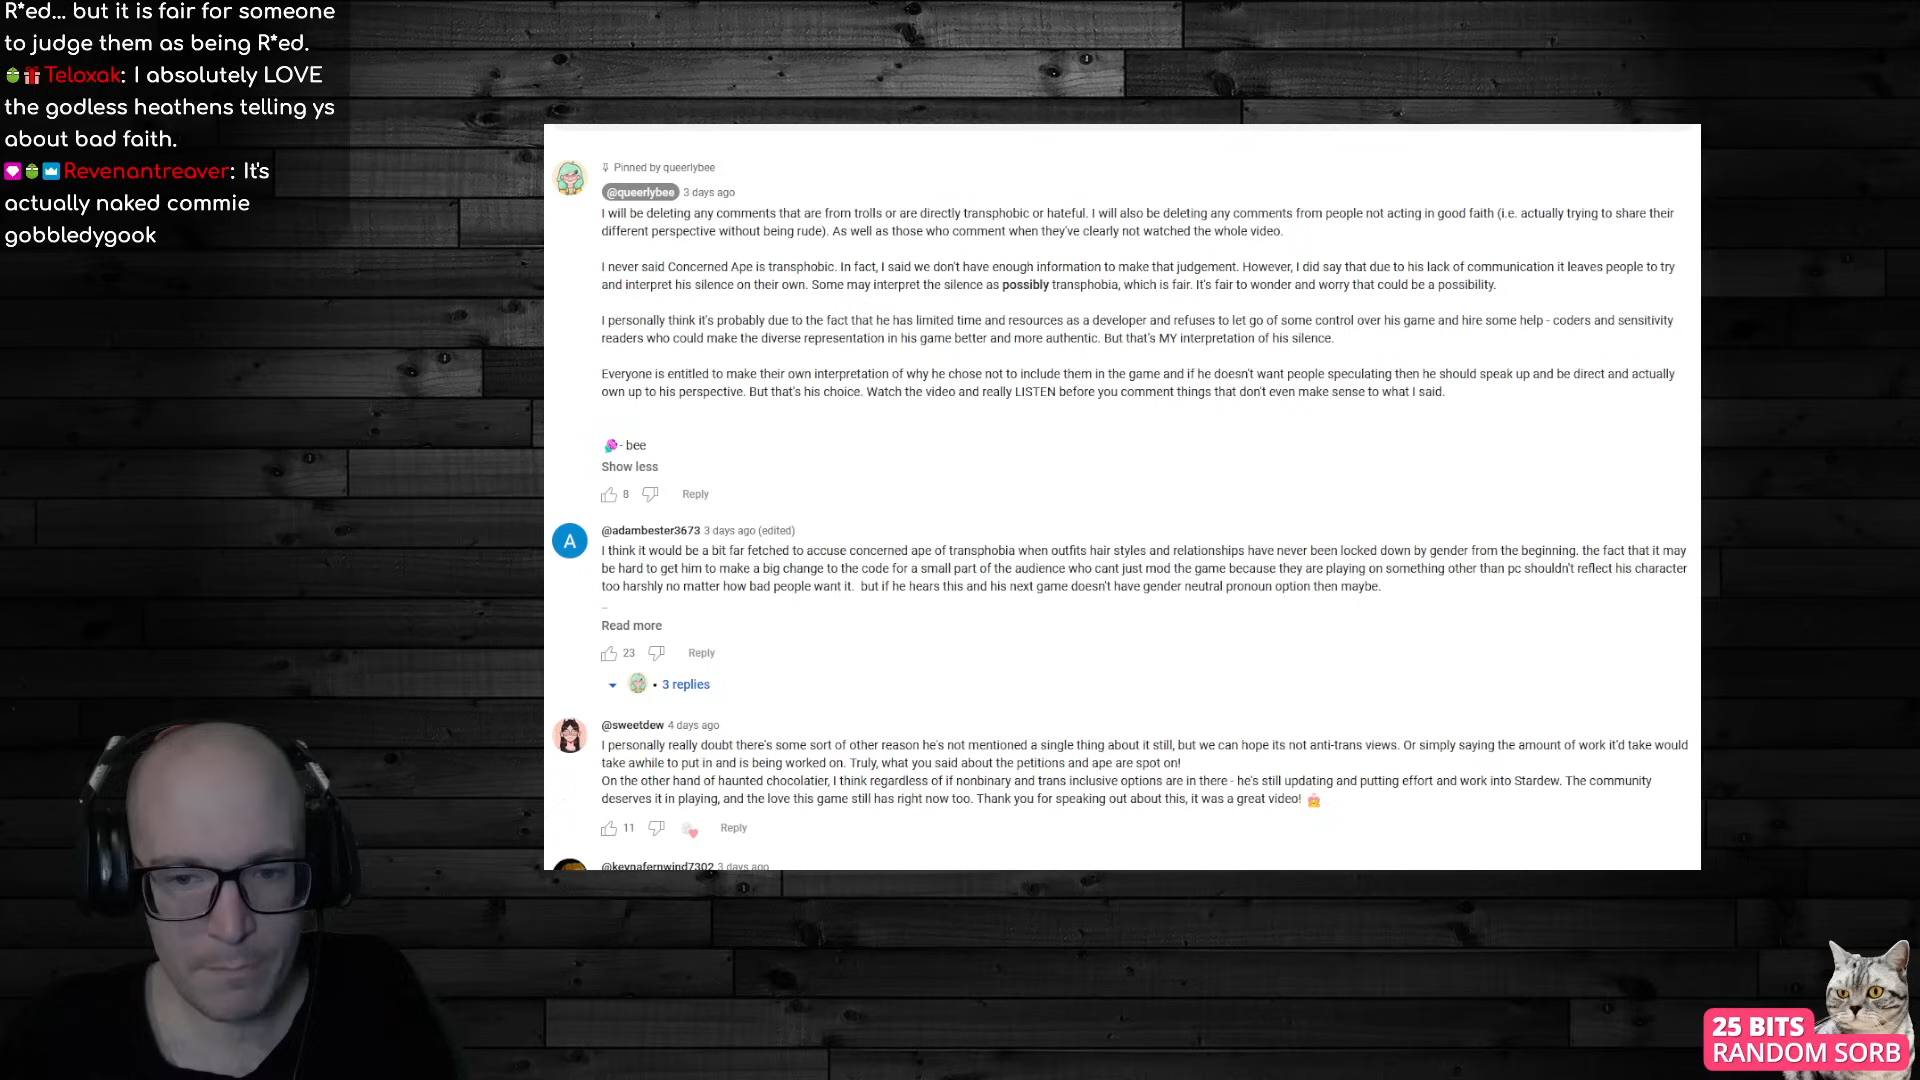 R*ed... but it is fair for someone
to judge them as being R*ed.
Teloxak: I absolutely LOVE
the godless heathens telling ys
about bad faith.
Revenantreaver: It's
actually naked commie
gobbledygook
Pinned by queerlybee
@queerlybee 3 days ago
I will be deleting any comments that are from trolls or are directly transphobic or hateful. I will also be deleting any comments from people not acting in good faith (i.e. actually trying to share their
different perspective without being rude). As well as those who comment when they've clearly not watched the whole video.
I never said Concerned Ape is transphobic. In fact, I said we don't have enough information to make that judgement. However, I did say that due to his lack of communication it leaves people to try
and interpret his silence on their own. Some may interpret the silence as possibly transphobia, which is fair. It's fair to wonder and worry that could be a possibility.
I personally think it's probably due to the fact that he has limited time and resources as a developer and refuses to let go of some control over his game and hire some help - coders and sensitivity
readers who could make the diverse representation in his game better and more authentic. But that's MY interpretation of his silence.
Everyone is entitled to make their own interpretation of why he chose not to include them in the game and if he doesn't want people speculating then he should speak up and be direct and actually
own up to his perspective. But that's his choice. Watch the video and really LISTEN before you comment things that don't even make sense to what I said.
- bee
Show less
8 Reply
A
@adambester3673 3 days ago (edited)
I think it would be a bit far fetched to accuse concerned ape of transphobia when outfits hair styles and relationships have never been locked down by gender from the beginning. the fact that it may
be hard to get him to make a big change to the code for a small part of the audience who cant just mod the game because they are playing on something other than pc shouldn't reflect his character
too harshly no matter how bad people want it. but if he hears this and his next game doesn't have gender neutral pronoun option then maybe.
Read more
23 Reply
• 3 replies
@sweetdew 4 days ago
I personally really doubt there's some sort of other reason he's not mentioned a single thing about it still, but we can hope its not anti-trans views. Or simply saying the amount of work it'd take would
take awhile to put in and is being worked on. Truly, what you said about the petitions and ape are spot on!
On the other hand of haunted chocolatier, I think regardless of if nonbinary and trans inclusive options are in there - he's still updating and putting effort and work into Stardew. The community
deserves it in playing, and the love this game still has right now too. Thank you for speaking out about this, it was a great video!
11 Reply
@keynafernwind7302 3 days ago
25 BITS
RANDOM SORB